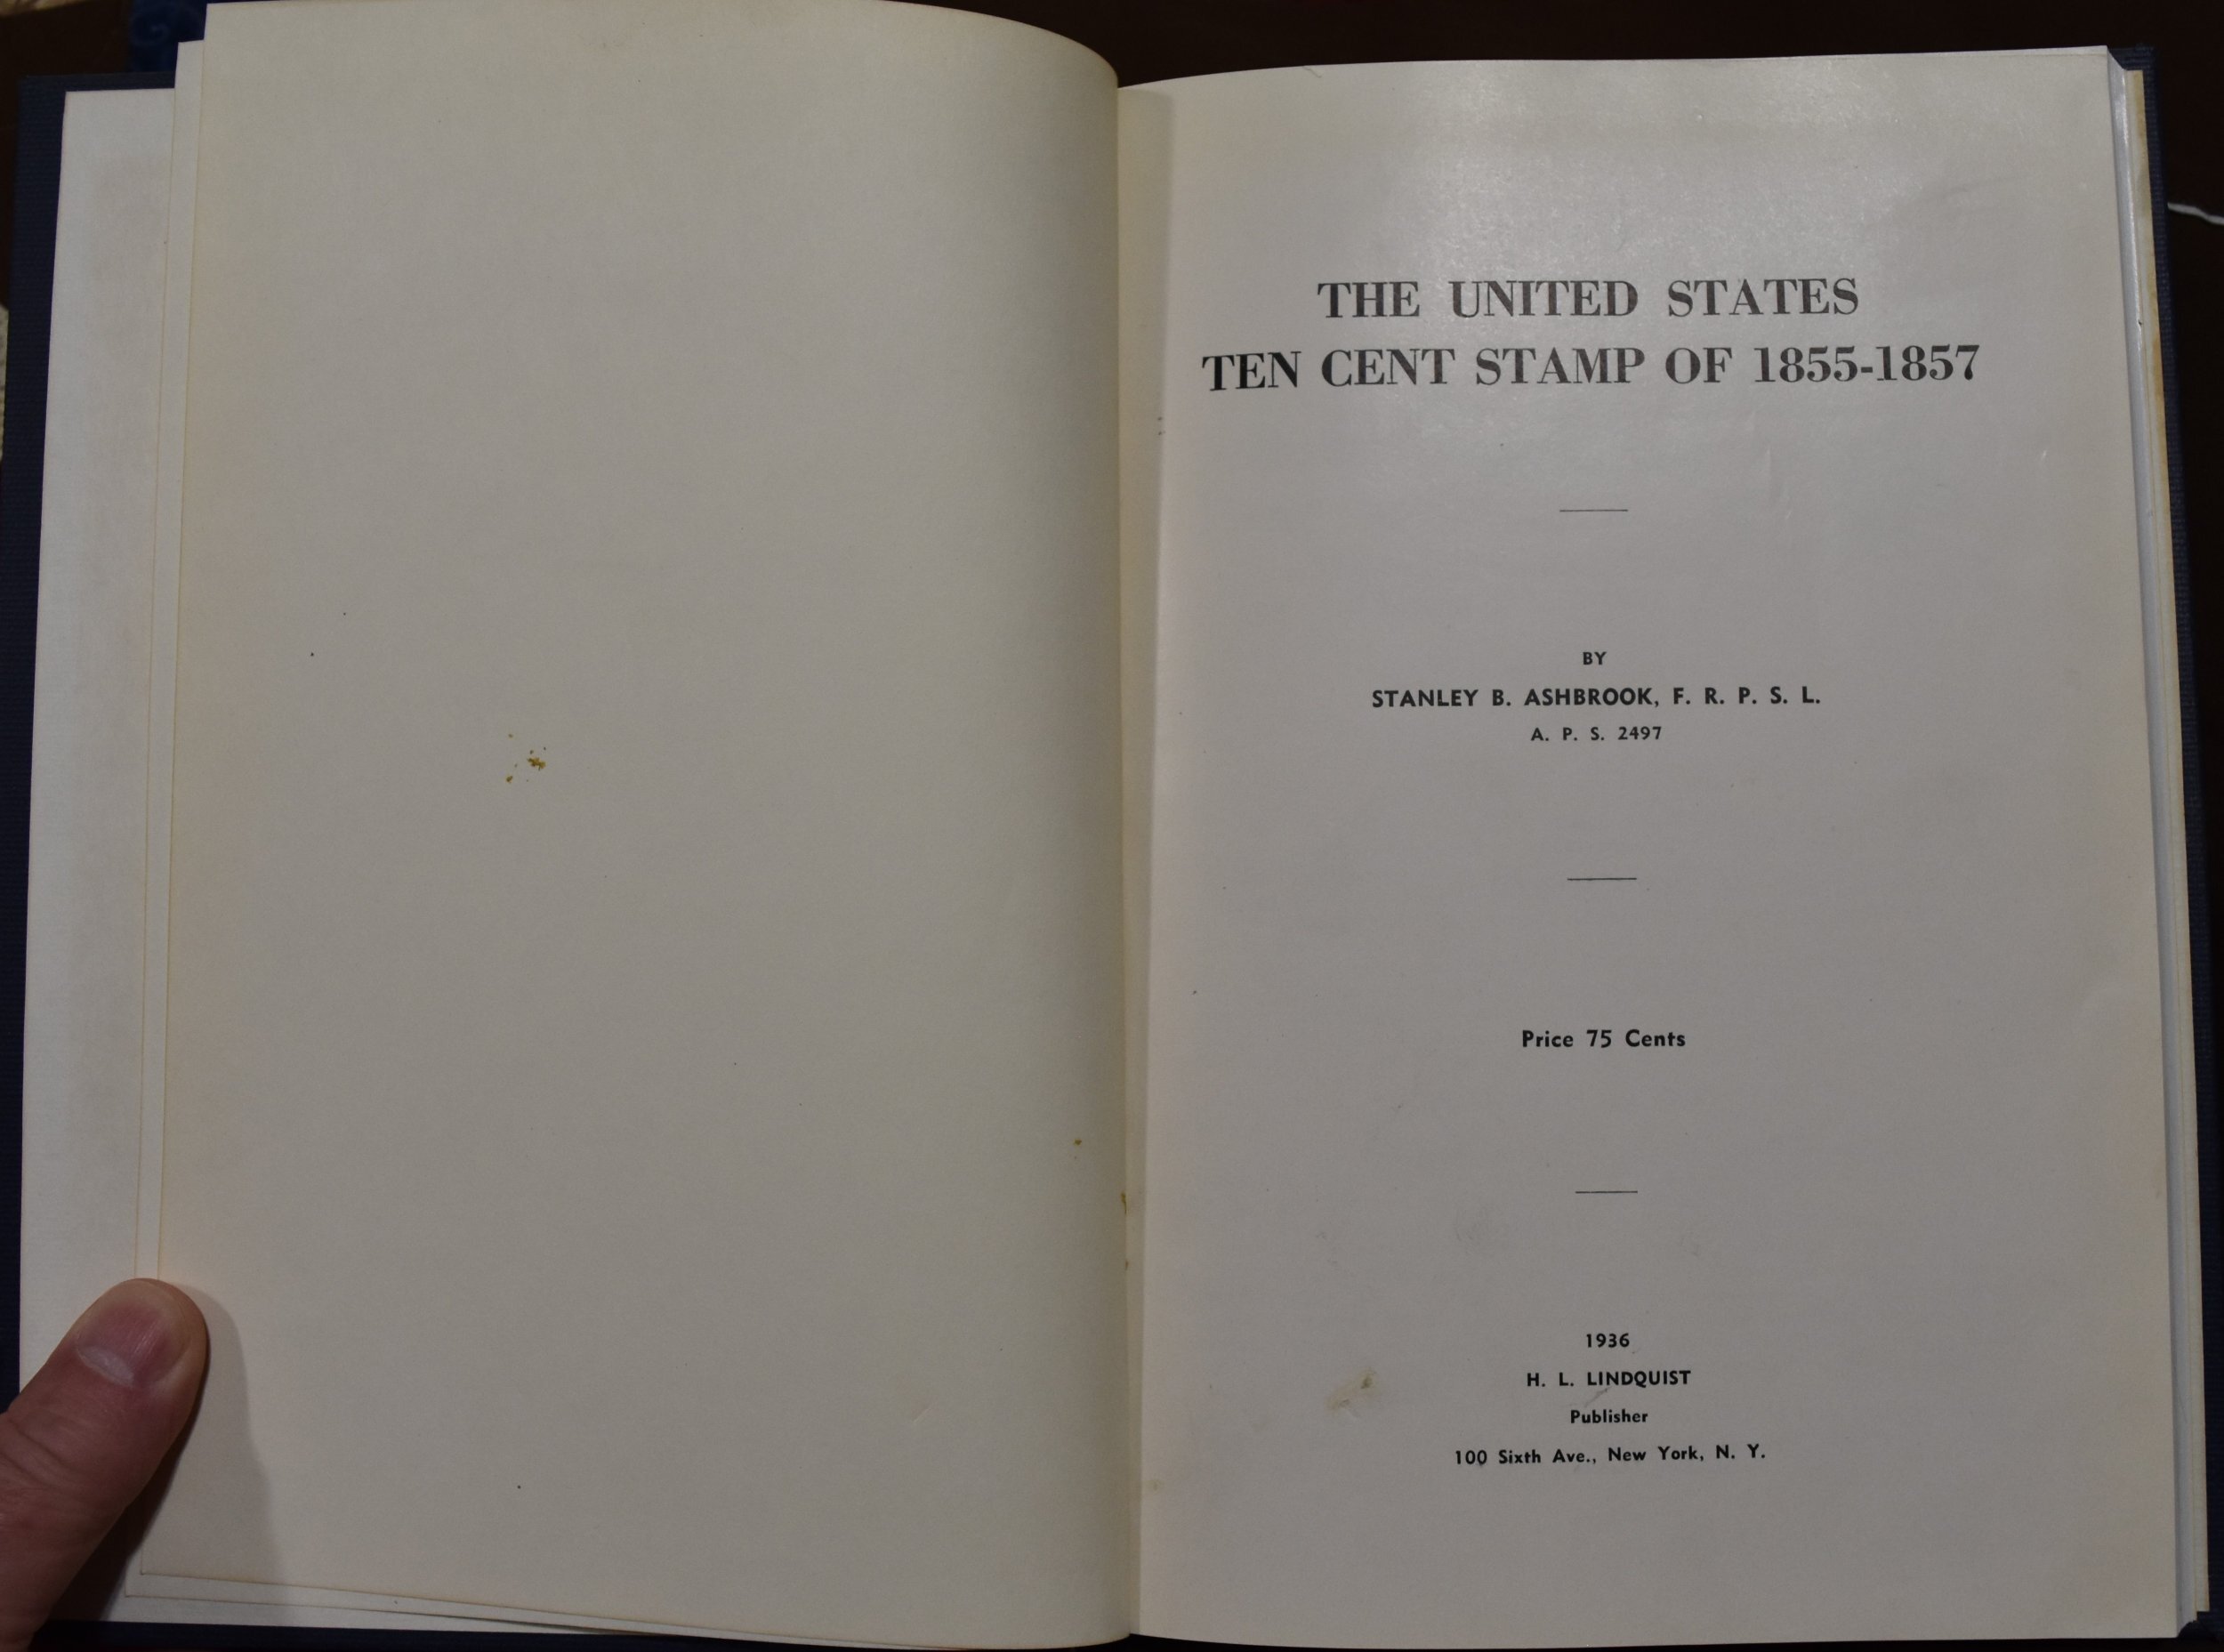 THE UNITED STATES
TEN CENT STAMP OF 1855-1857
BY
STANLEY B. ASHBROOK, F. R. P. S. L.
A. P. S. 2497
Price 75 Cents
1936
H. L. LINDQUIST
Publisher
100 Sixth Ave., New York, N. Y.